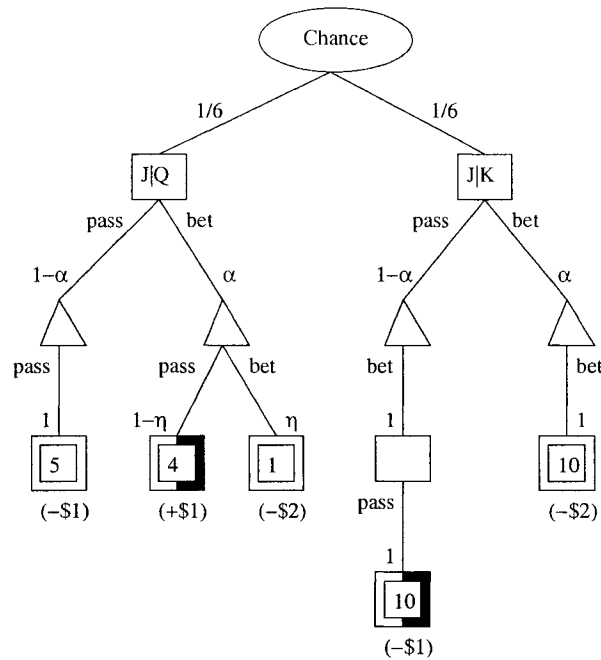 Chance
1/6 1/6
J|Q J|K
pass bet pass bet
1−α α 1−α α
pass pass bet bet bet
1 1−η η 1 1
5 4 1 10
(−$1) (+$1) (−$2) (−$2)
pass
1
10
(−$1)